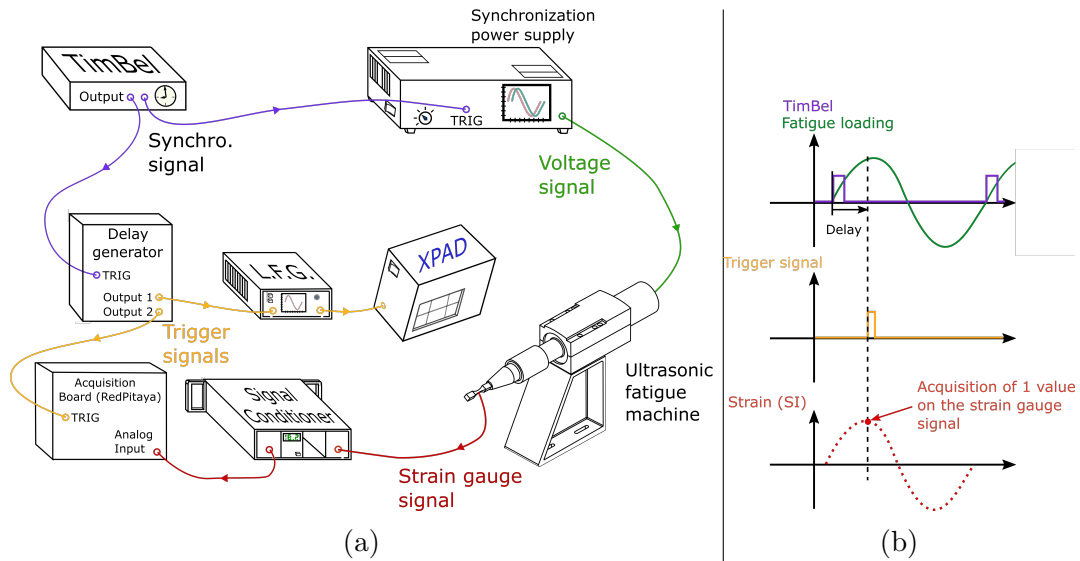 Synchronization
power supply
TimBel
Output
TRIG
Synchro.
signal
Voltage
signal
Delay
generator
TRIG
Output 1
Output 2
L.F.G.
XPAD
Trigger
signals
Ultrasonic
fatigue
machine
Acquisition
Board (RedPitaya)
TRIG
Analog
Input
Signal
Conditioner
Strain gauge
signal
(a)
TimBel
Fatigue loading
Delay
Trigger signal
Strain (SI)
Acquisition of 1 value
on the strain gauge
signal
(b)